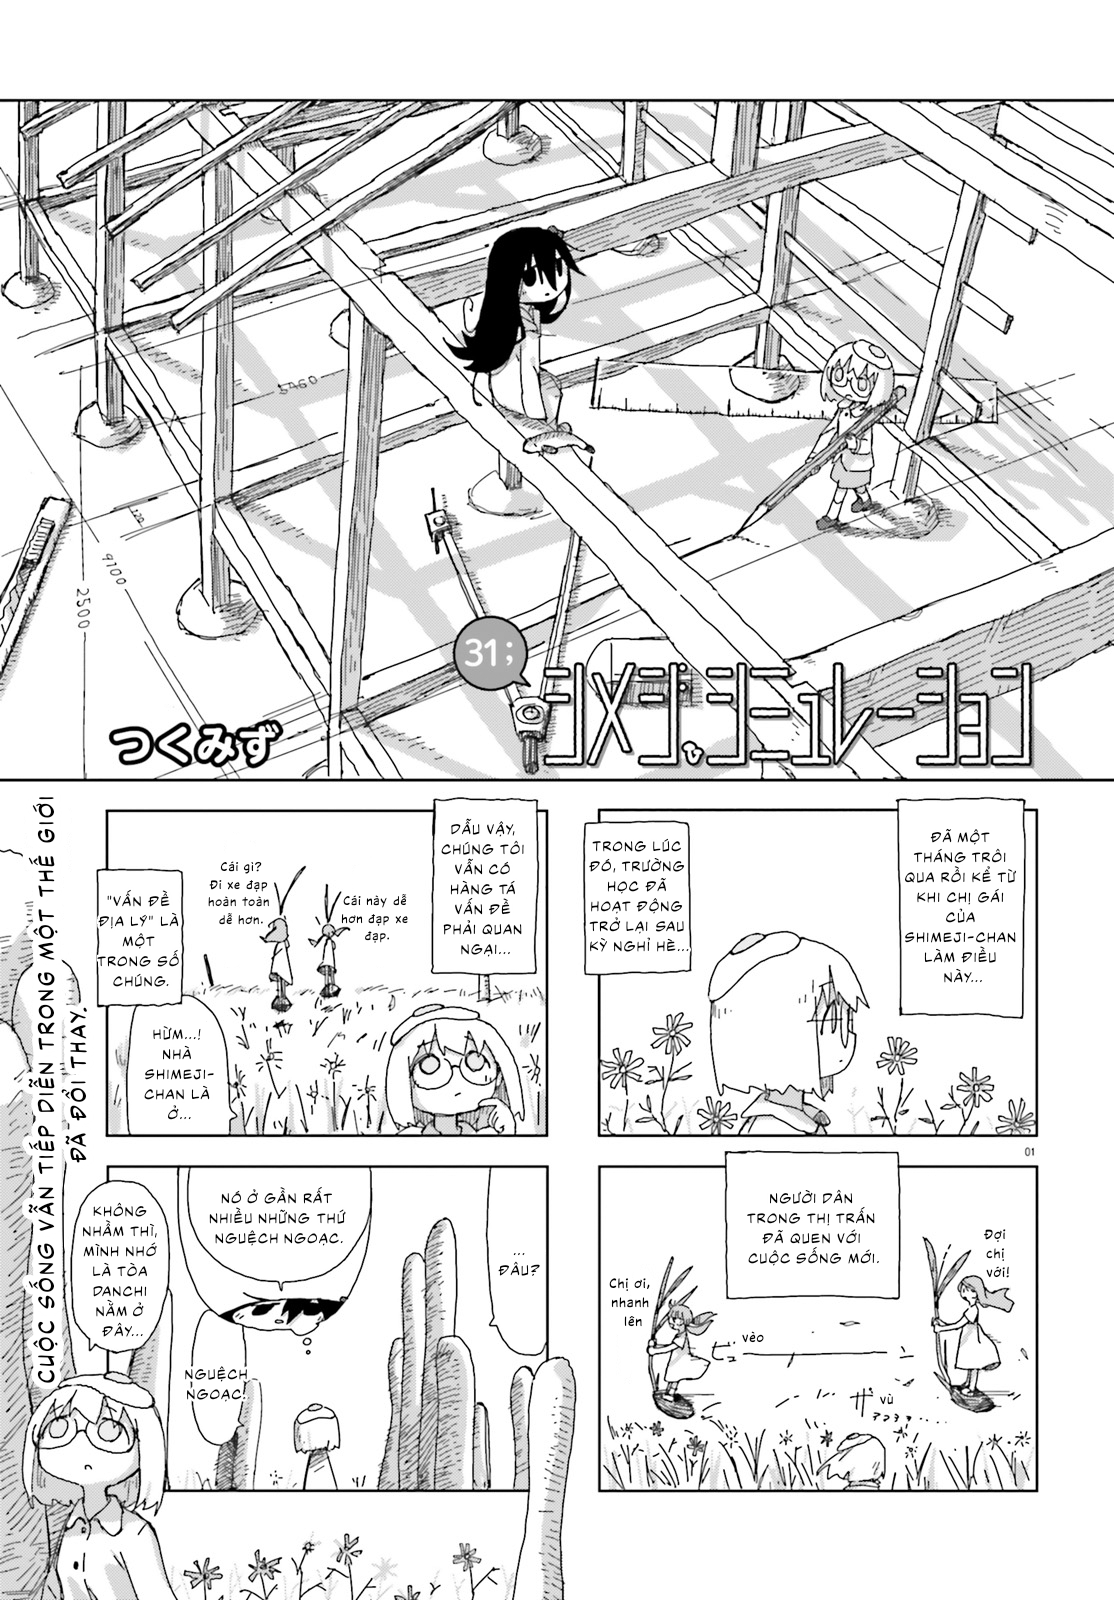 5460
9100
2500
31;
シメジ シミュレーション
つくみず
ĐÃ MỘT
THÁNG TRÔI
QUA RỒI KỂ TỪ
KHI CHỊ GÁI
CỦA
SHIMEJI-CHAN
LÀM ĐIỀU
NÀY...
TRONG LÚC
ĐÓ, TRƯỜNG
HỌC ĐÃ
HOẠT ĐỘNG
TRỞ LẠI SAU
KỲ NGHỈ HÈ...
01
NGƯỜI DÂN
TRONG THỊ TRẤN
ĐÃ QUEN VỚI
CUỘC SỐNG MỚI.
Đợi
chị
với!
Chị ơi,
nhanh
lên
vèo
ヒュ
vù
ザ
DẪU VẬY,
CHÚNG TÔI
VẪN CÓ
HÀNG TÁ
VẤN ĐỀ
PHẢI QUAN
NGẠI...
Cái này dễ
hơn đạp xe
đạp.
Cái gì?
Đi xe đạp
hoàn toàn
dễ hơn.
"VẤN ĐỀ
ĐỊA LÝ" LÀ
MỘT
TRONG SỐ
CHÚNG.
HỪM...!
NHÀ
SHIMEJI-
CHAN LÀ
Ở...
...
ĐÂU?
NÓ Ở GẦN RẤT
NHIỀU NHỮNG THỨ
NGUỆCH NGOẠC.
NGUỆCH
NGOẠC!
KHÔNG
NHẦM THÌ,
MÌNH NHỚ
LÀ TÒA
DANCHI
NẰM Ở
ĐÂY...
CUỘC SỐNG VẪN TIẾP DIỄN TRONG MỘT THẾ GIỚI
ĐÃ ĐỔI THAY.